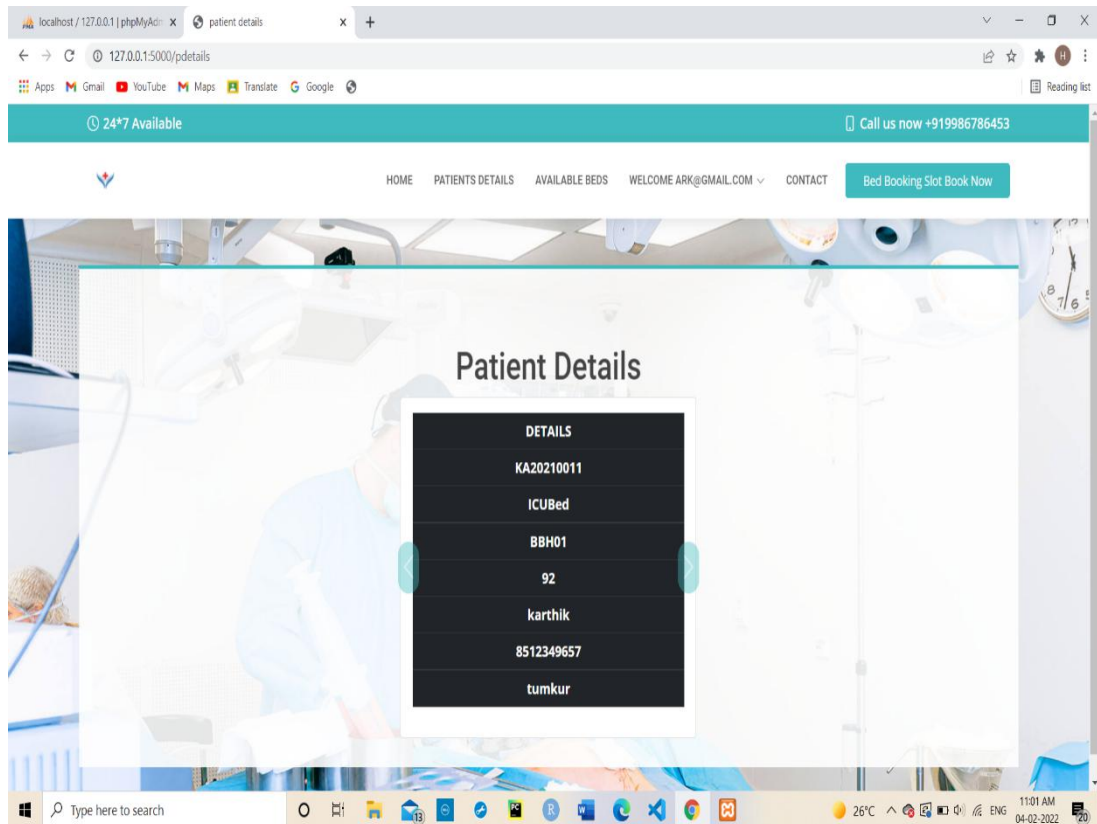 localhost / 127.0.0.1 | phpMyAdm
patient details
127.0.0.1:5000/pdetails
H
Apps Gmail YouTube Maps Translate Google Reading list
24*7 Available Call us now +919986786453
HOME PATIENTS DETAILS AVAILABLE BEDS WELCOME ARK@GMAIL.COM CONTACT Bed Booking Slot Book Now
Patient Details
DETAILS
KA20210011
ICUBed
BBH01
92
karthik
8512349657
tumkur
Type here to search
13
26°C ENG
11:01 AM
04-02-2022
20